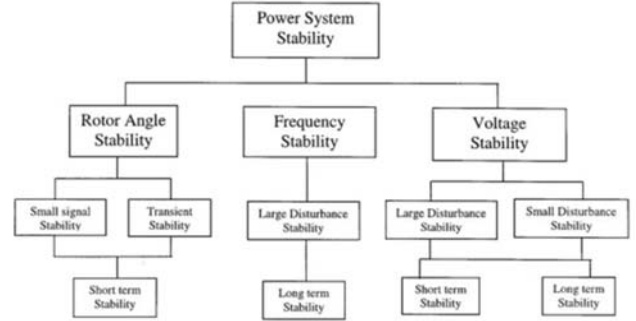 Power System
Stability
Rotor Angle
Stability
Frequency
Stability
Voltage
Stability
Small signal
Stability
Transient
Stability
Large Disturbance
Stability
Large Disturbance
Stability
Small Disturbance
Stability
Short term
Stability
Long term
Stability
Short term
Stability
Long term
Stability